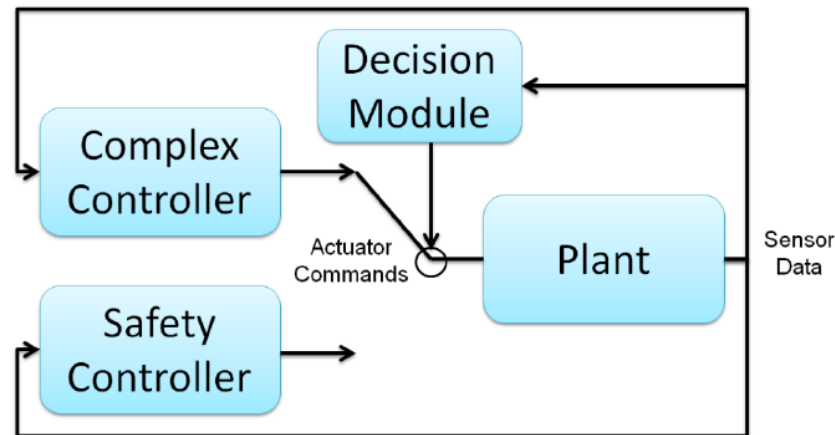 Decision
Module
Complex
Controller
Actuator
Commands
Plant
Sensor
Data
Safety
Controller